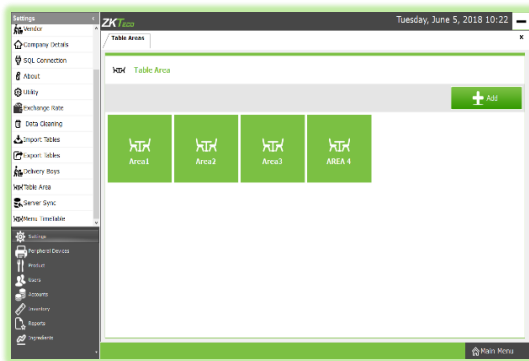 Settings
Vendor
Company Details
SQL Connection
About
Utility
Exchange Rate
Data Cleaning
Import Tables
Export Tables
Delivery Boys
Table Area
Server Sync
Menu Timetable
Settings
Peripheral Devices
Product
Users
Accounts
Inventory
Reports
Ingredients
ZKTeco
Tuesday, June 5, 2018 10:22
Table Areas
x
Table Area
Add
Area1
Area2
Area3
AREA 4
Main Menu